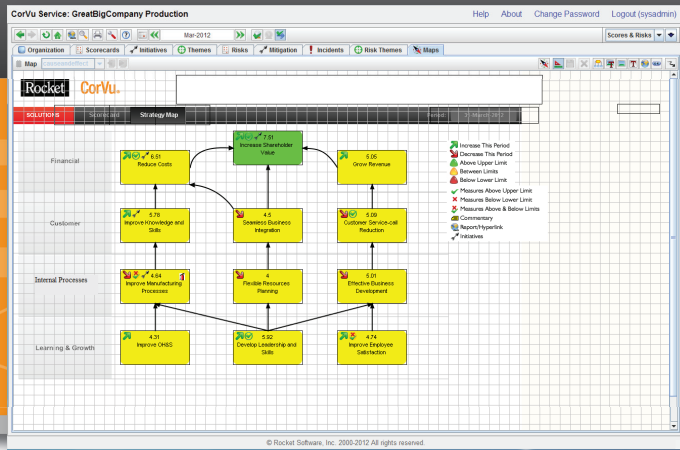 CorVu Service: GreatBigCompany Production
Help About Change Password Logout (sysadmin)
Mar-2012
Scores & Risks
Organization Scorecards Initiatives Themes Risks Mitigation Incidents Risk Themes Maps
Map causeandeffect
Rocket CorVu
SOLUTIONS Scorecard Strategy Map Period: 31-March-2012
Financial
6.51
Reduce Costs
7.51
Increase Shareholder
Value
5.05
Grow Revenue
Customer
5.78
Improve Knowledge and
Skills
4.5
Seamless Business
Integration
5.09
Customer Service-call
Reduction
Internal Processes
4.64
Improve Manufacturing
Processes
4
Flexible Resources
Planning
5.01
Effective Business
Development
Learning & Growth
4.31
Improve OH&S
5.92
Develop Leadership and
Skills
4.74
Improve Employee
Satisfaction
Increase This Period
Decrease This Period
Above Upper Limit
Between Limits
Below Lower Limit
Measures Above Upper Limit
Measures Below Lower Limit
Measures Above & Below Limits
Commentary
Report/Hyperlink
Initiatives
© Rocket Software, Inc. 2000-2012 All rights reserved.